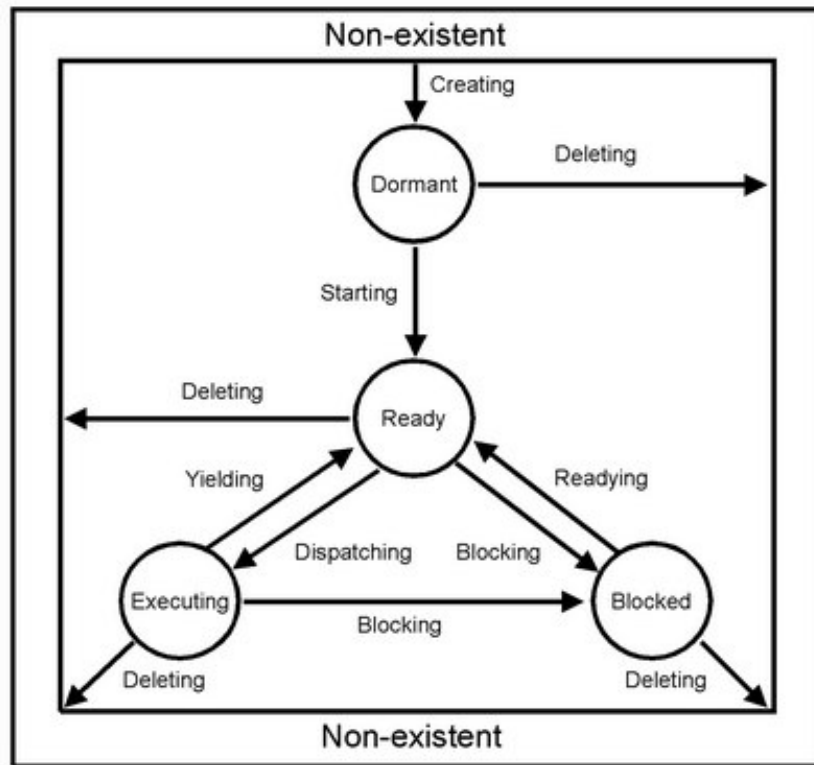 Non-existent
Creating
Deleting
Dormant
Starting
Deleting
Ready
Yielding
Readying
Dispatching
Blocking
Executing
Blocked
Blocking
Deleting
Deleting
Non-existent